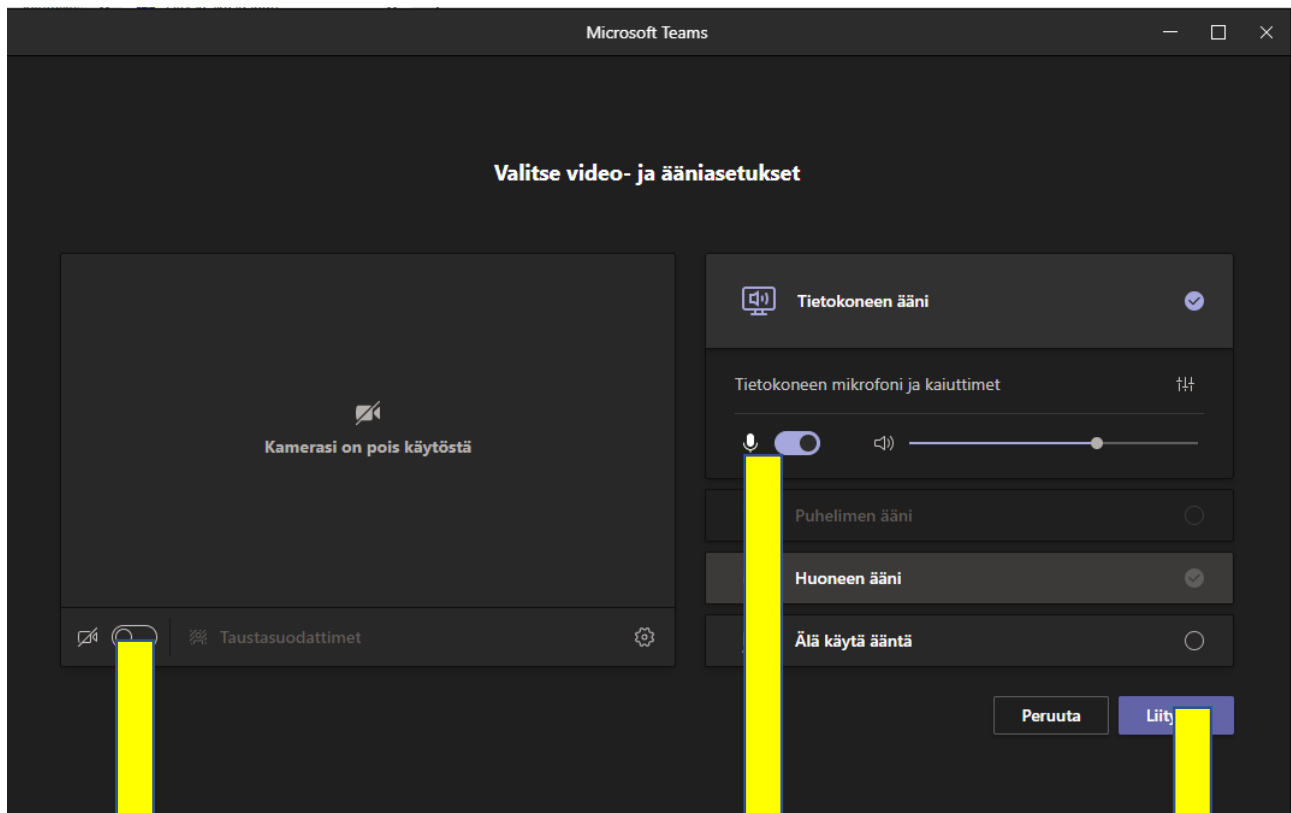 Microsoft Teams
Valitse video- ja ääniasetukset
Kamerasi on pois käytöstä
Taustasuodattimet
Tietokoneen ääni
Tietokoneen mikrofoni ja kaiuttimet
Puhelimen ääni
Huoneen ääni
Älä käytä ääntä
Peruuta